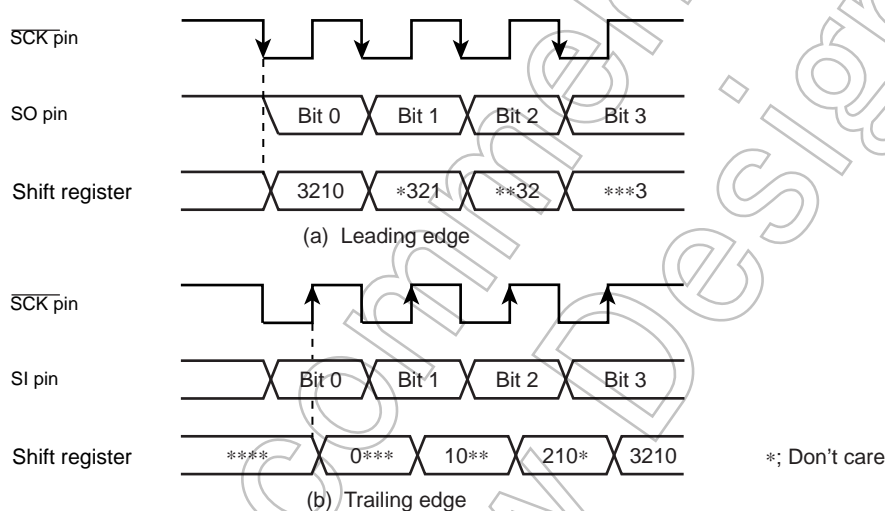 SCK pin
SO pin
Bit 0 Bit 1 Bit 2 Bit 3
Shift register
3210 *321 **32 ***3
(a) Leading edge
SCK pin
SI pin
Bit 0 Bit 1 Bit 2 Bit 3
Shift register
**** 0*** 10** 210* 3210
*; Don't care
(b) Trailing edge